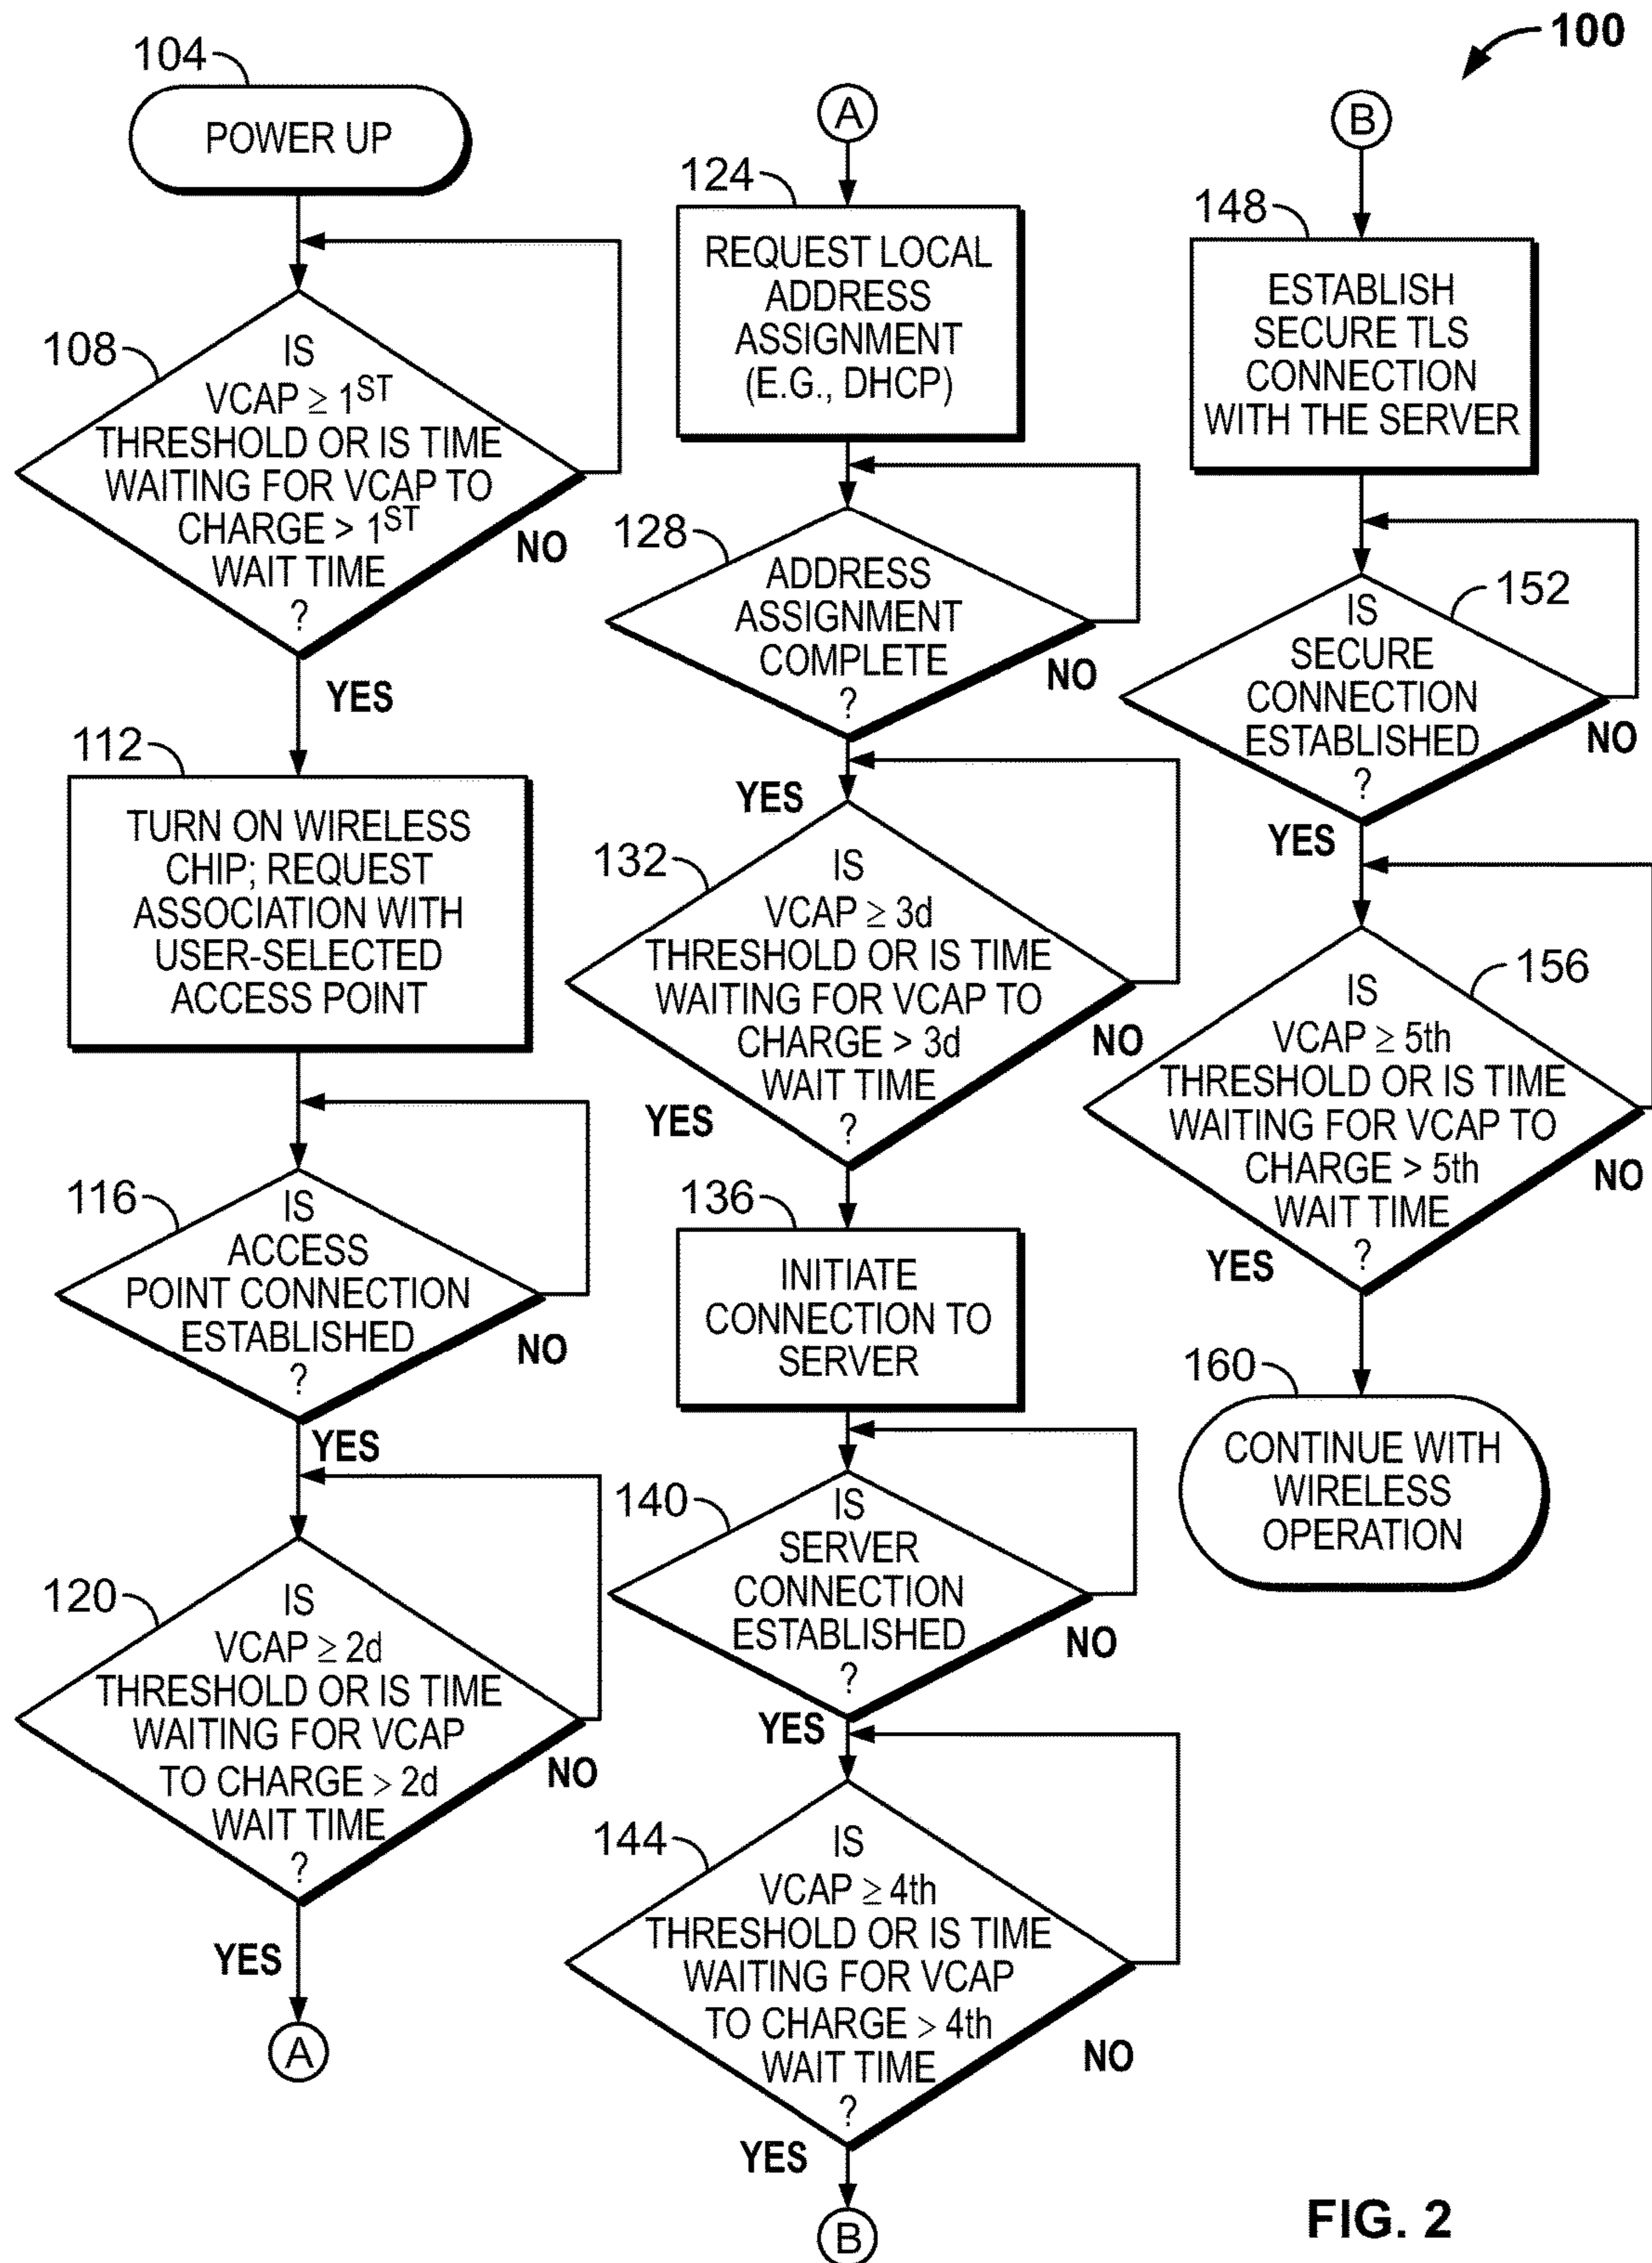 100
104
POWER UP
108
IS
VCAP ≥ 1ST
THRESHOLD OR IS TIME
WAITING FOR VCAP TO
CHARGE > 1ST
WAIT TIME
?
NO
YES
112
TURN ON WIRELESS
CHIP; REQUEST
ASSOCIATION WITH
USER-SELECTED
ACCESS POINT
116
IS
ACCESS
POINT CONNECTION
ESTABLISHED
?
NO
YES
120
IS
VCAP ≥ 2d
THRESHOLD OR IS TIME
WAITING FOR VCAP
TO CHARGE > 2d
WAIT TIME
?
NO
YES
A
A
124
REQUEST LOCAL
ADDRESS
ASSIGNMENT
(E.G., DHCP)
128
ADDRESS
ASSIGNMENT
COMPLETE
?
NO
YES
132
IS
VCAP ≥ 3d
THRESHOLD OR IS TIME
WAITING FOR VCAP TO
CHARGE > 3d
WAIT TIME
?
NO
YES
136
INITIATE
CONNECTION TO
SERVER
140
IS
SERVER
CONNECTION
ESTABLISHED
?
NO
YES
144
IS
VCAP ≥ 4th
THRESHOLD OR IS TIME
WAITING FOR VCAP
TO CHARGE > 4th
WAIT TIME
?
NO
YES
B
B
148
ESTABLISH
SECURE TLS
CONNECTION
WITH THE SERVER
152
IS
SECURE
CONNECTION
ESTABLISHED
?
NO
YES
156
IS
VCAP ≥ 5th
THRESHOLD OR IS TIME
WAITING FOR VCAP TO
CHARGE > 5th
WAIT TIME
?
NO
YES
160
CONTINUE WITH
WIRELESS
OPERATION
FIG. 2